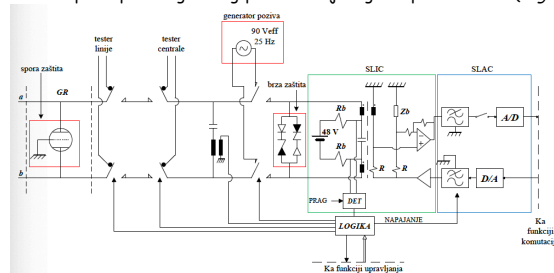 generator poziva
90 Veff
25 Hz
tester
linije
tester
centrale
spora zaštita
GR
SLIC
SLAC
a
b
brza zaštita
Rb
48 V
Rb
Zb
R
R
A/D
D/A
PRAG
DET
LOGIKA
NAPAJANJE
Ka
funkciji
komutacije
Ka funkciji upravljanja